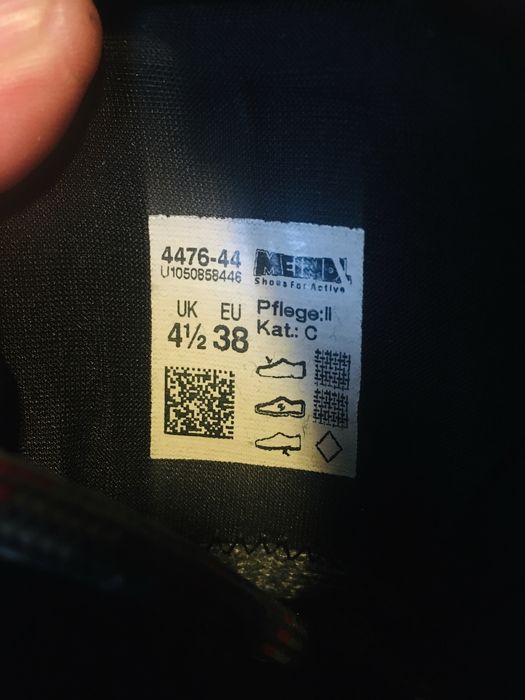 4476-44
U1050858446
MEINDL
Shoes For Active
UK EU
4½ 38
Pflege:II
Kat.: C